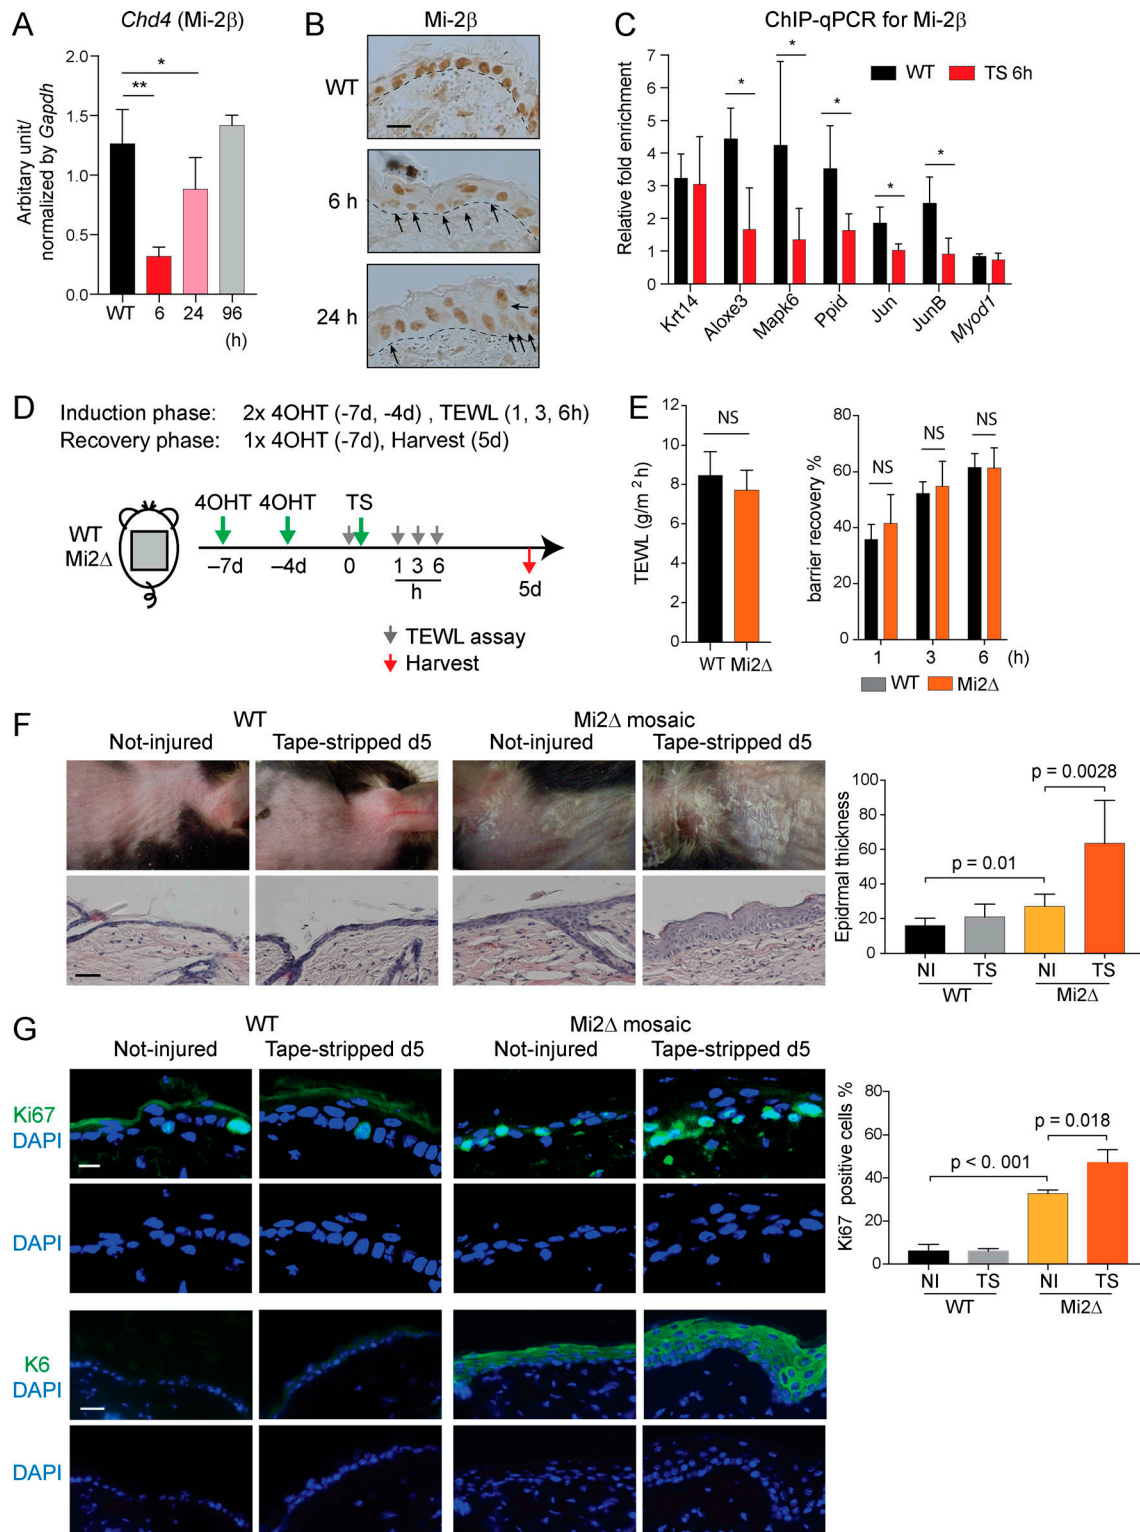 A
Chd4 (Mi-2β)
Arbitary unit/
normalized by Gapdh
2.0
1.5
1.0
0.5
0.0
*
**
WT 6 24 96
(h)
B
Mi-2β
WT
6 h
24 h
C
ChIP-qPCR for Mi-2β
Relative fold enrichment
7
6
5
4
3
2
1
0
WT TS 6h
* * * * *
Krt14 Aloxe3 Mapk6 Ppid Jun JunB Myod1
D
Induction phase: 2x 4OHT (-7d, -4d) , TEWL (1, 3, 6h)
Recovery phase: 1x 4OHT (-7d), Harvest (5d)
WT
Mi2Δ
4OHT 4OHT TS
–7d –4d 0 1 3 6
h
5d
TEWL assay
Harvest
E
TEWL (g/m 2 h)
12
10
8
6
4
2
0
NS
WT Mi2Δ
barrier recovery %
80
60
40
20
0
NS NS NS
1 3 6 (h)
WT Mi2Δ
F
WT Mi2Δ mosaic
Not-injured Tape-stripped d5 Not-injured Tape-stripped d5
Epidrmal thickness
100
80
60
40
20
0
p = 0.01
p = 0.0028
NI TS NI TS
WT Mi2Δ
G
WT Mi2Δ mosaic
Not-injured Tape-stripped d5 Not-injured Tape-stripped d5
Ki67
DAPI
DAPI
K6
DAPI
DAPI
Ki67 positive cells %
80
60
40
20
0
p < 0. 001
p = 0.018
NI TS NI TS
WT Mi2Δ